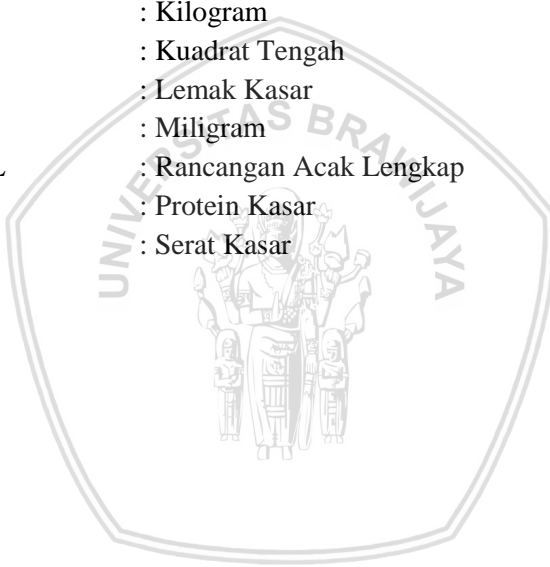 : Kilogram
: Kuadrat Tengah
: Lemak Kasar
: Miligram
L : Rancangan Acak Lengkap
: Protein Kasar
: Serat Kasar
UNIVERSITAS BRAWIJAYA